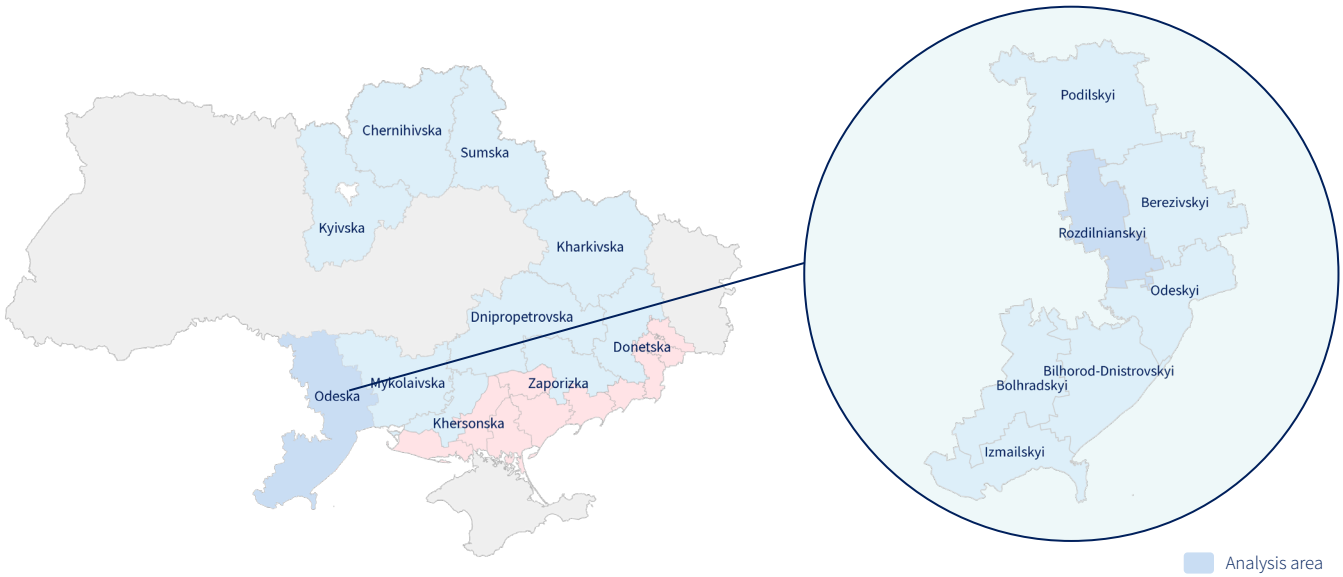 Chernihivska
Sumska
Kyivska
Kharkivska
Dnipropetrovska
Donetska
Mykolaivska
Zaporizka
Odeska
Khersonska
Podilskyi
Berezivskyi
Rozdilnianskyi
Odeskyi
Bilhorod-Dnistrovskyi
Bolhradskyi
Izmailskyi
Analysis area